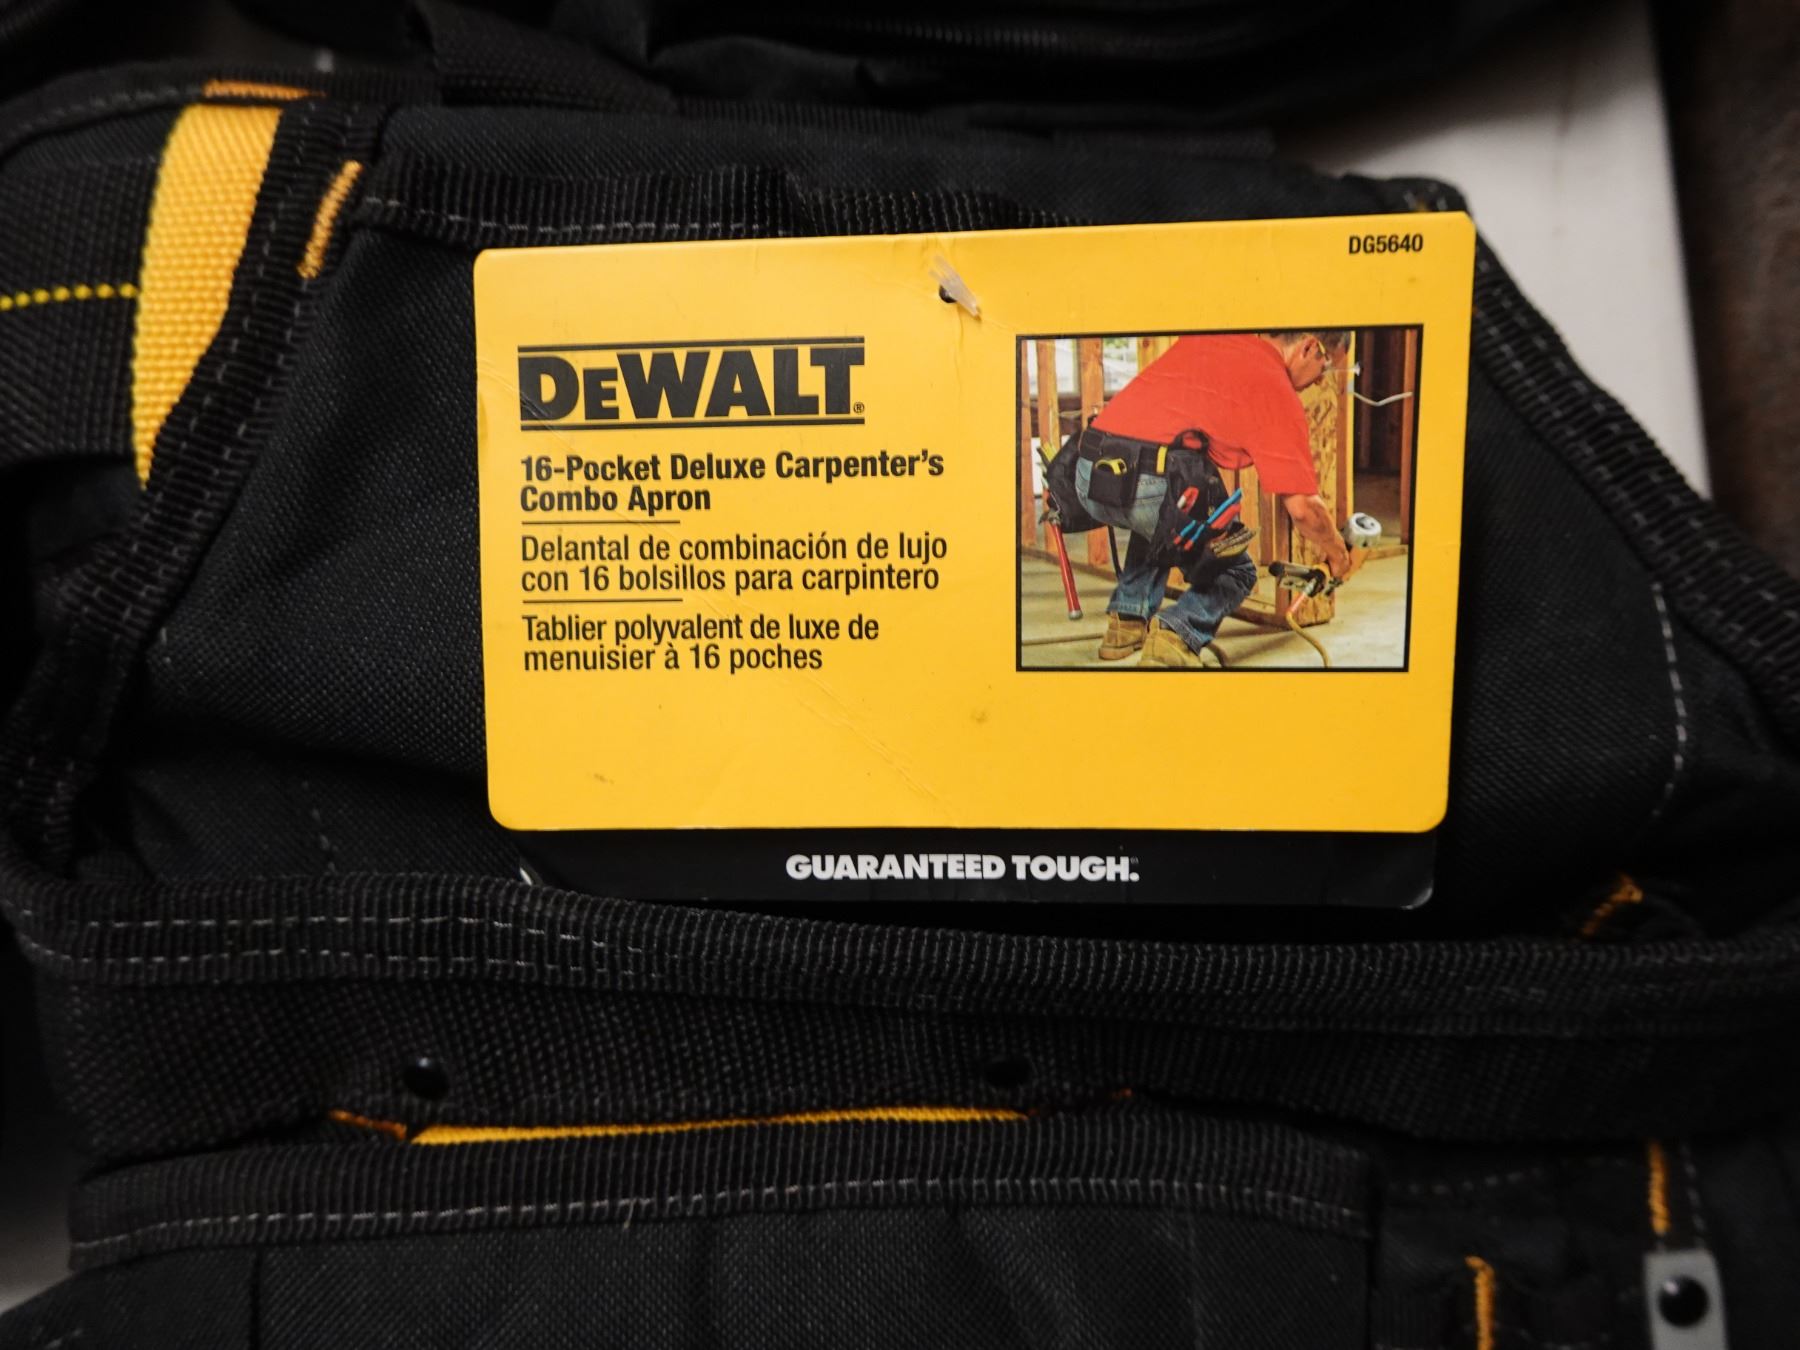 DG5640
DEWALT®
16-Pocket Deluxe Carpenter's
Combo Apron
Delantal de combinación de lujo
con 16 bolsillos para carpintero
Tablier polyvalent de luxe de
menuisier à 16 poches
GUARANTEED TOUGH.®